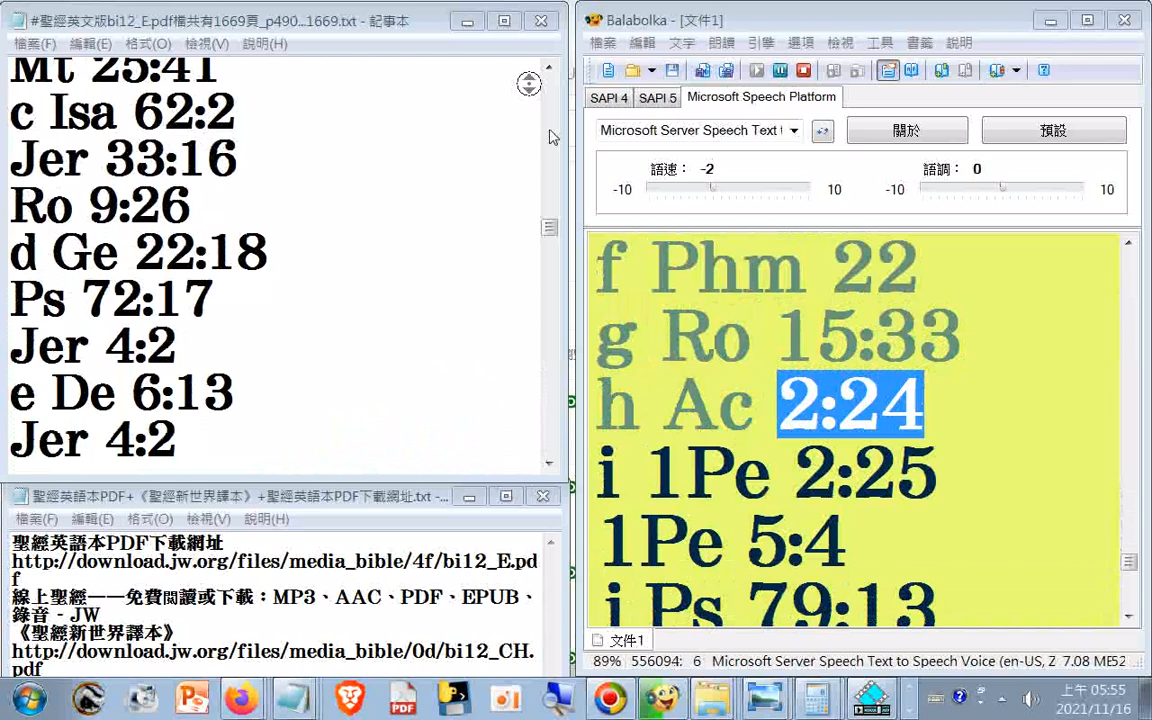 #聖經英文版bi12_E.pdf檔共有1669頁_p490...1669.txt - 記事本
檔案(F) 編輯(E) 格式(O) 檢視(V) 說明(H)
Mt 25:41
c Isa 62:2
Jer 33:16
Ro 9:26
d Ge 22:18
Ps 72:17
Jer 4:2
e De 6:13
Jer 4:2
聖經英語本PDF+《聖經新世界譯本》+聖經英語本PDF下載網址.txt - ...
檔案(F) 編輯(E) 格式(O) 檢視(V) 說明(H)
聖經英語本PDF下載網址
http://download.jw.org/files/media_bible/4f/bi12_E.pd
f
線上聖經——免費閱讀或下載：MP3、AAC、PDF、EPUB、
錄音 - JW
《聖經新世界譯本》
http://download.jw.org/files/media_bible/0d/bi12_CH.
pdf
Balabolka - [文件1]
檔案 編輯 文字 朗讀 引擎 選項 檢視 工具 書籤 說明
SAPI 4 SAPI 5 Microsoft Speech Platform
Microsoft Server Speech Text t 關於 預設
語速： -2 語調： 0
-10 10 -10 10
f Phm 22
g Ro 15:33
h Ac 2:24
i 1Pe 2:25
1Pe 5:4
j Ps 79:13
文件1
89% 556094: 6 Microsoft Server Speech Text to Speech Voice (en-US, Z 7.08 ME52
上午 05:55
2021/11/16